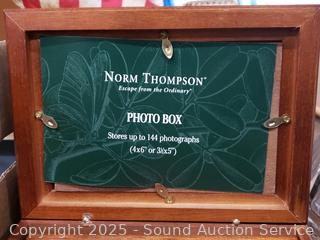 NORM THOMPSON
Escape from the Ordinary
PHOTO BOX
Stores up to 144 photographs
(4x6" or 3½x5")
Copyright © 2025 - Sound Auction Service